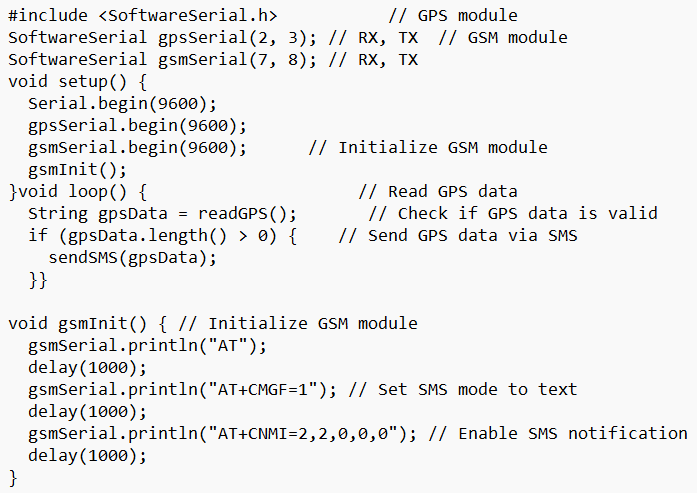 #include <SoftwareSerial.h>          // GPS module
SoftwareSerial gpsSerial(2, 3); // RX, TX  // GSM module
SoftwareSerial gsmSerial(7, 8); // RX, TX
void setup() {
  Serial.begin(9600);
  gpsSerial.begin(9600);
  gsmSerial.begin(9600);      // Initialize GSM module
  gsmInit();
}void loop() {                     // Read GPS data
  String gpsData = readGPS();       // Check if GPS data is valid
  if (gpsData.length() > 0) {    // Send GPS data via SMS
    sendSMS(gpsData);
  }}

void gsmInit() { // Initialize GSM module
  gsmSerial.println("AT");
  delay(1000);
  gsmSerial.println("AT+CMGF=1"); // Set SMS mode to text
  delay(1000);
  gsmSerial.println("AT+CNMI=2,2,0,0,0"); // Enable SMS notification
  delay(1000);
}